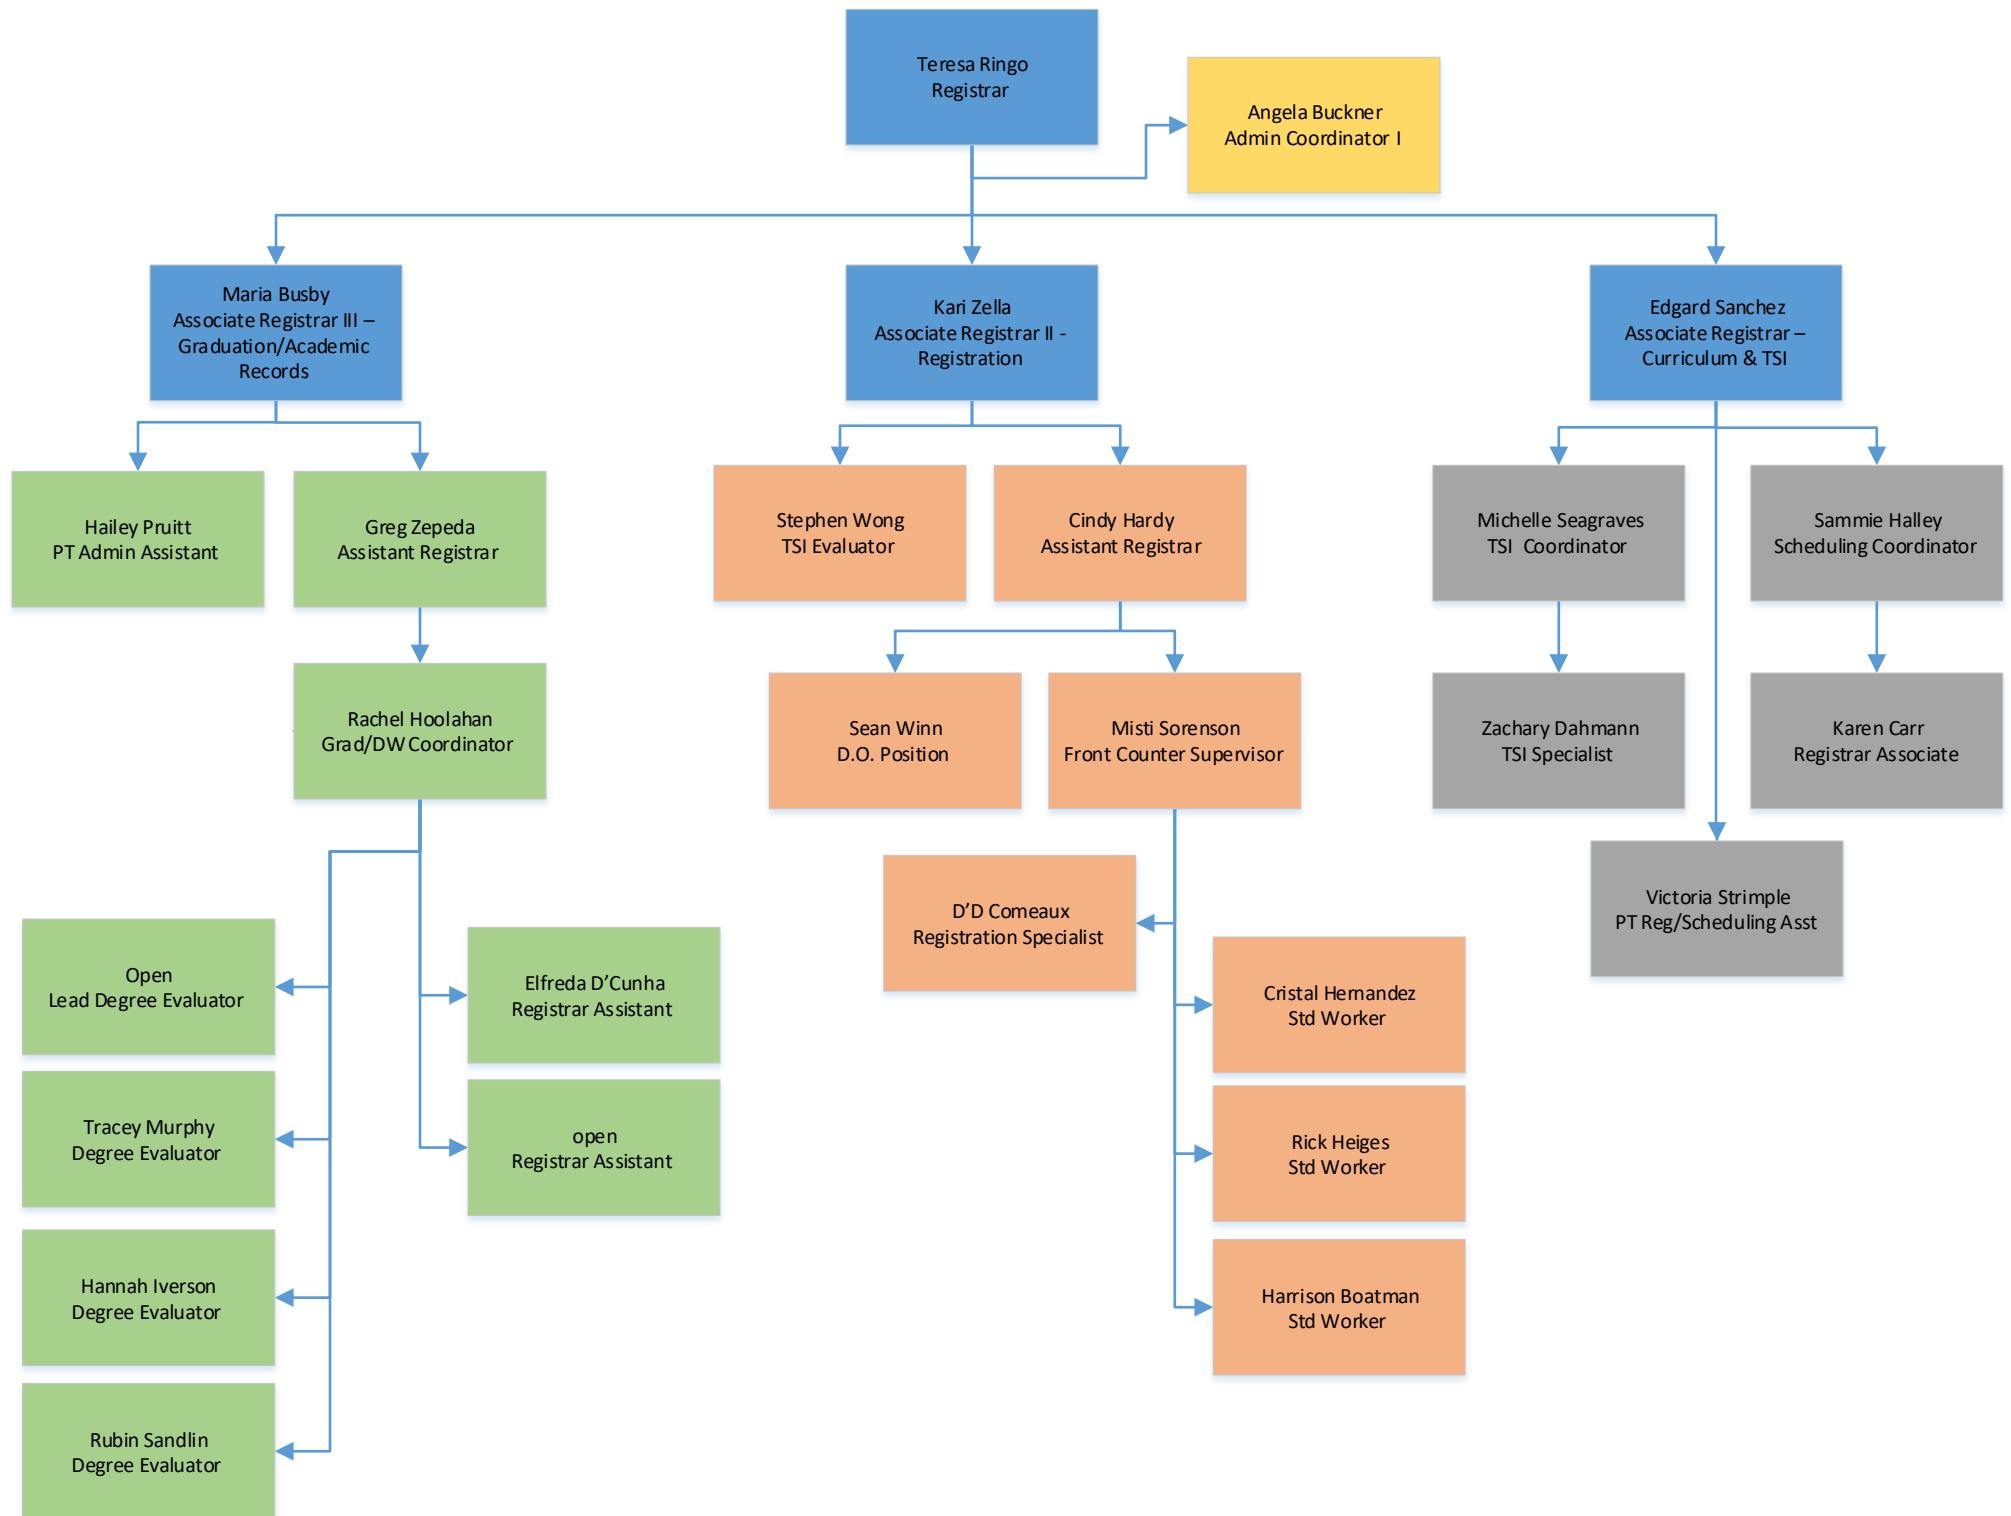 Teresa Ringo
Registrar
Angela Buckner
Admin Coordinator I
Maria Busby
Associate Registrar III –
Graduation/Academic
Records
Kari Zella
Associate Registrar II -
Registration
Edgard Sanchez
Associate Registrar –
Curriculum & TSI
Hailey Pruitt
PT Admin Assistant
Greg Zepeda
Assistant Registrar
Stephen Wong
TSI Evaluator
Cindy Hardy
Assistant Registrar
Michelle Seagraves
TSI Coordinator
Sammie Halley
Scheduling Coordinator
Rachel Hoolahan
Grad/DW Coordinator
Sean Winn
D.O. Position
Misti Sorenson
Front Counter Supervisor
Zachary Dahmann
TSI Specialist
Karen Carr
Registrar Associate
Victoria Strimple
PT Reg/Scheduling Asst
D’D Comeaux
Registration Specialist
Open
Lead Degree Evaluator
Elfreda D’Cunha
Registrar Assistant
Cristal Hernandez
Std Worker
Tracey Murphy
Degree Evaluator
open
Registrar Assistant
Rick Heiges
Std Worker
Hannah Iverson
Degree Evaluator
Harrison Boatman
Std Worker
Rubin Sandlin
Degree Evaluator